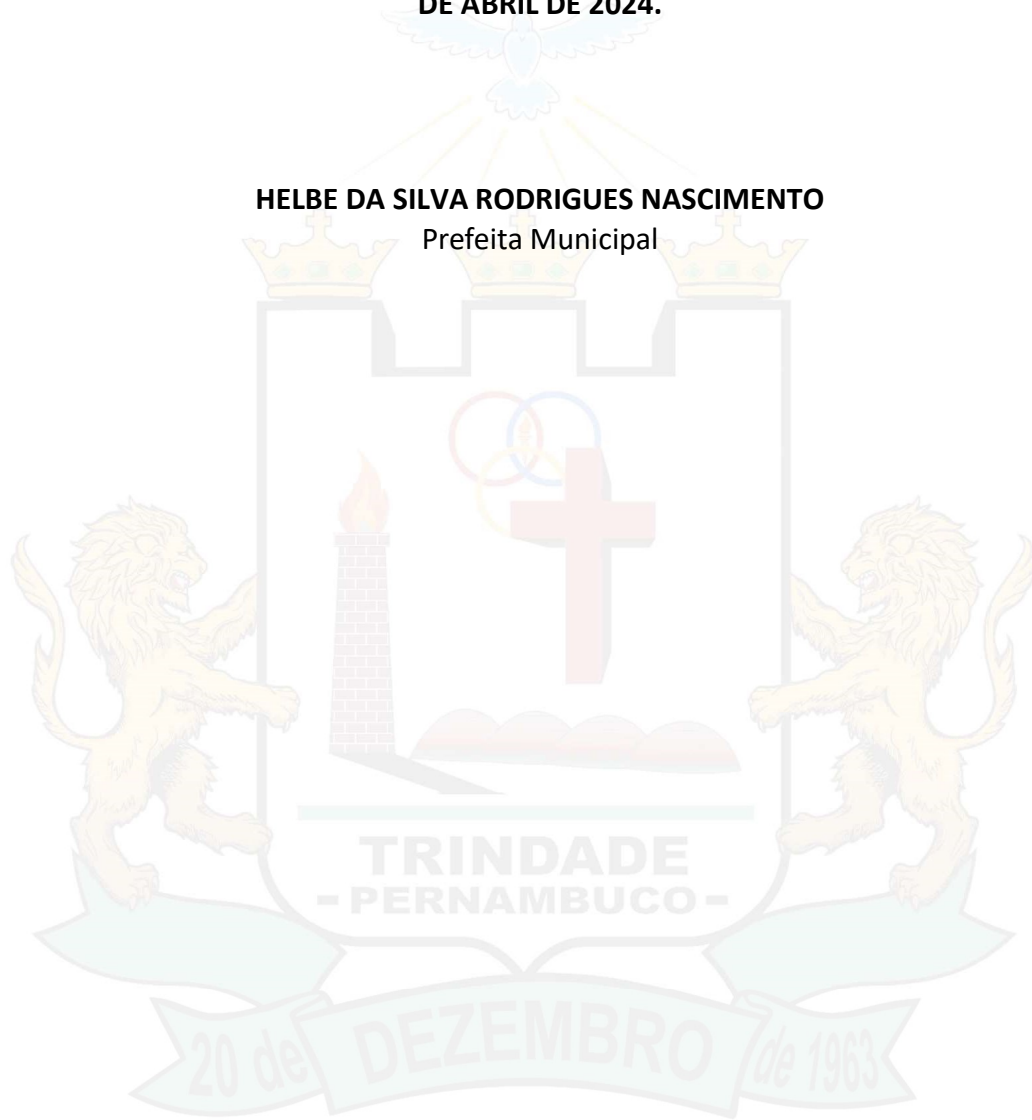 DE ABRIL DE 2024.
HELBE DA SILVA RODRIGUES NASCIMENTO
Prefeita Municipal
TRINDADE
- PERNAMBUCO -
20 de DEZEMBRO de 1963